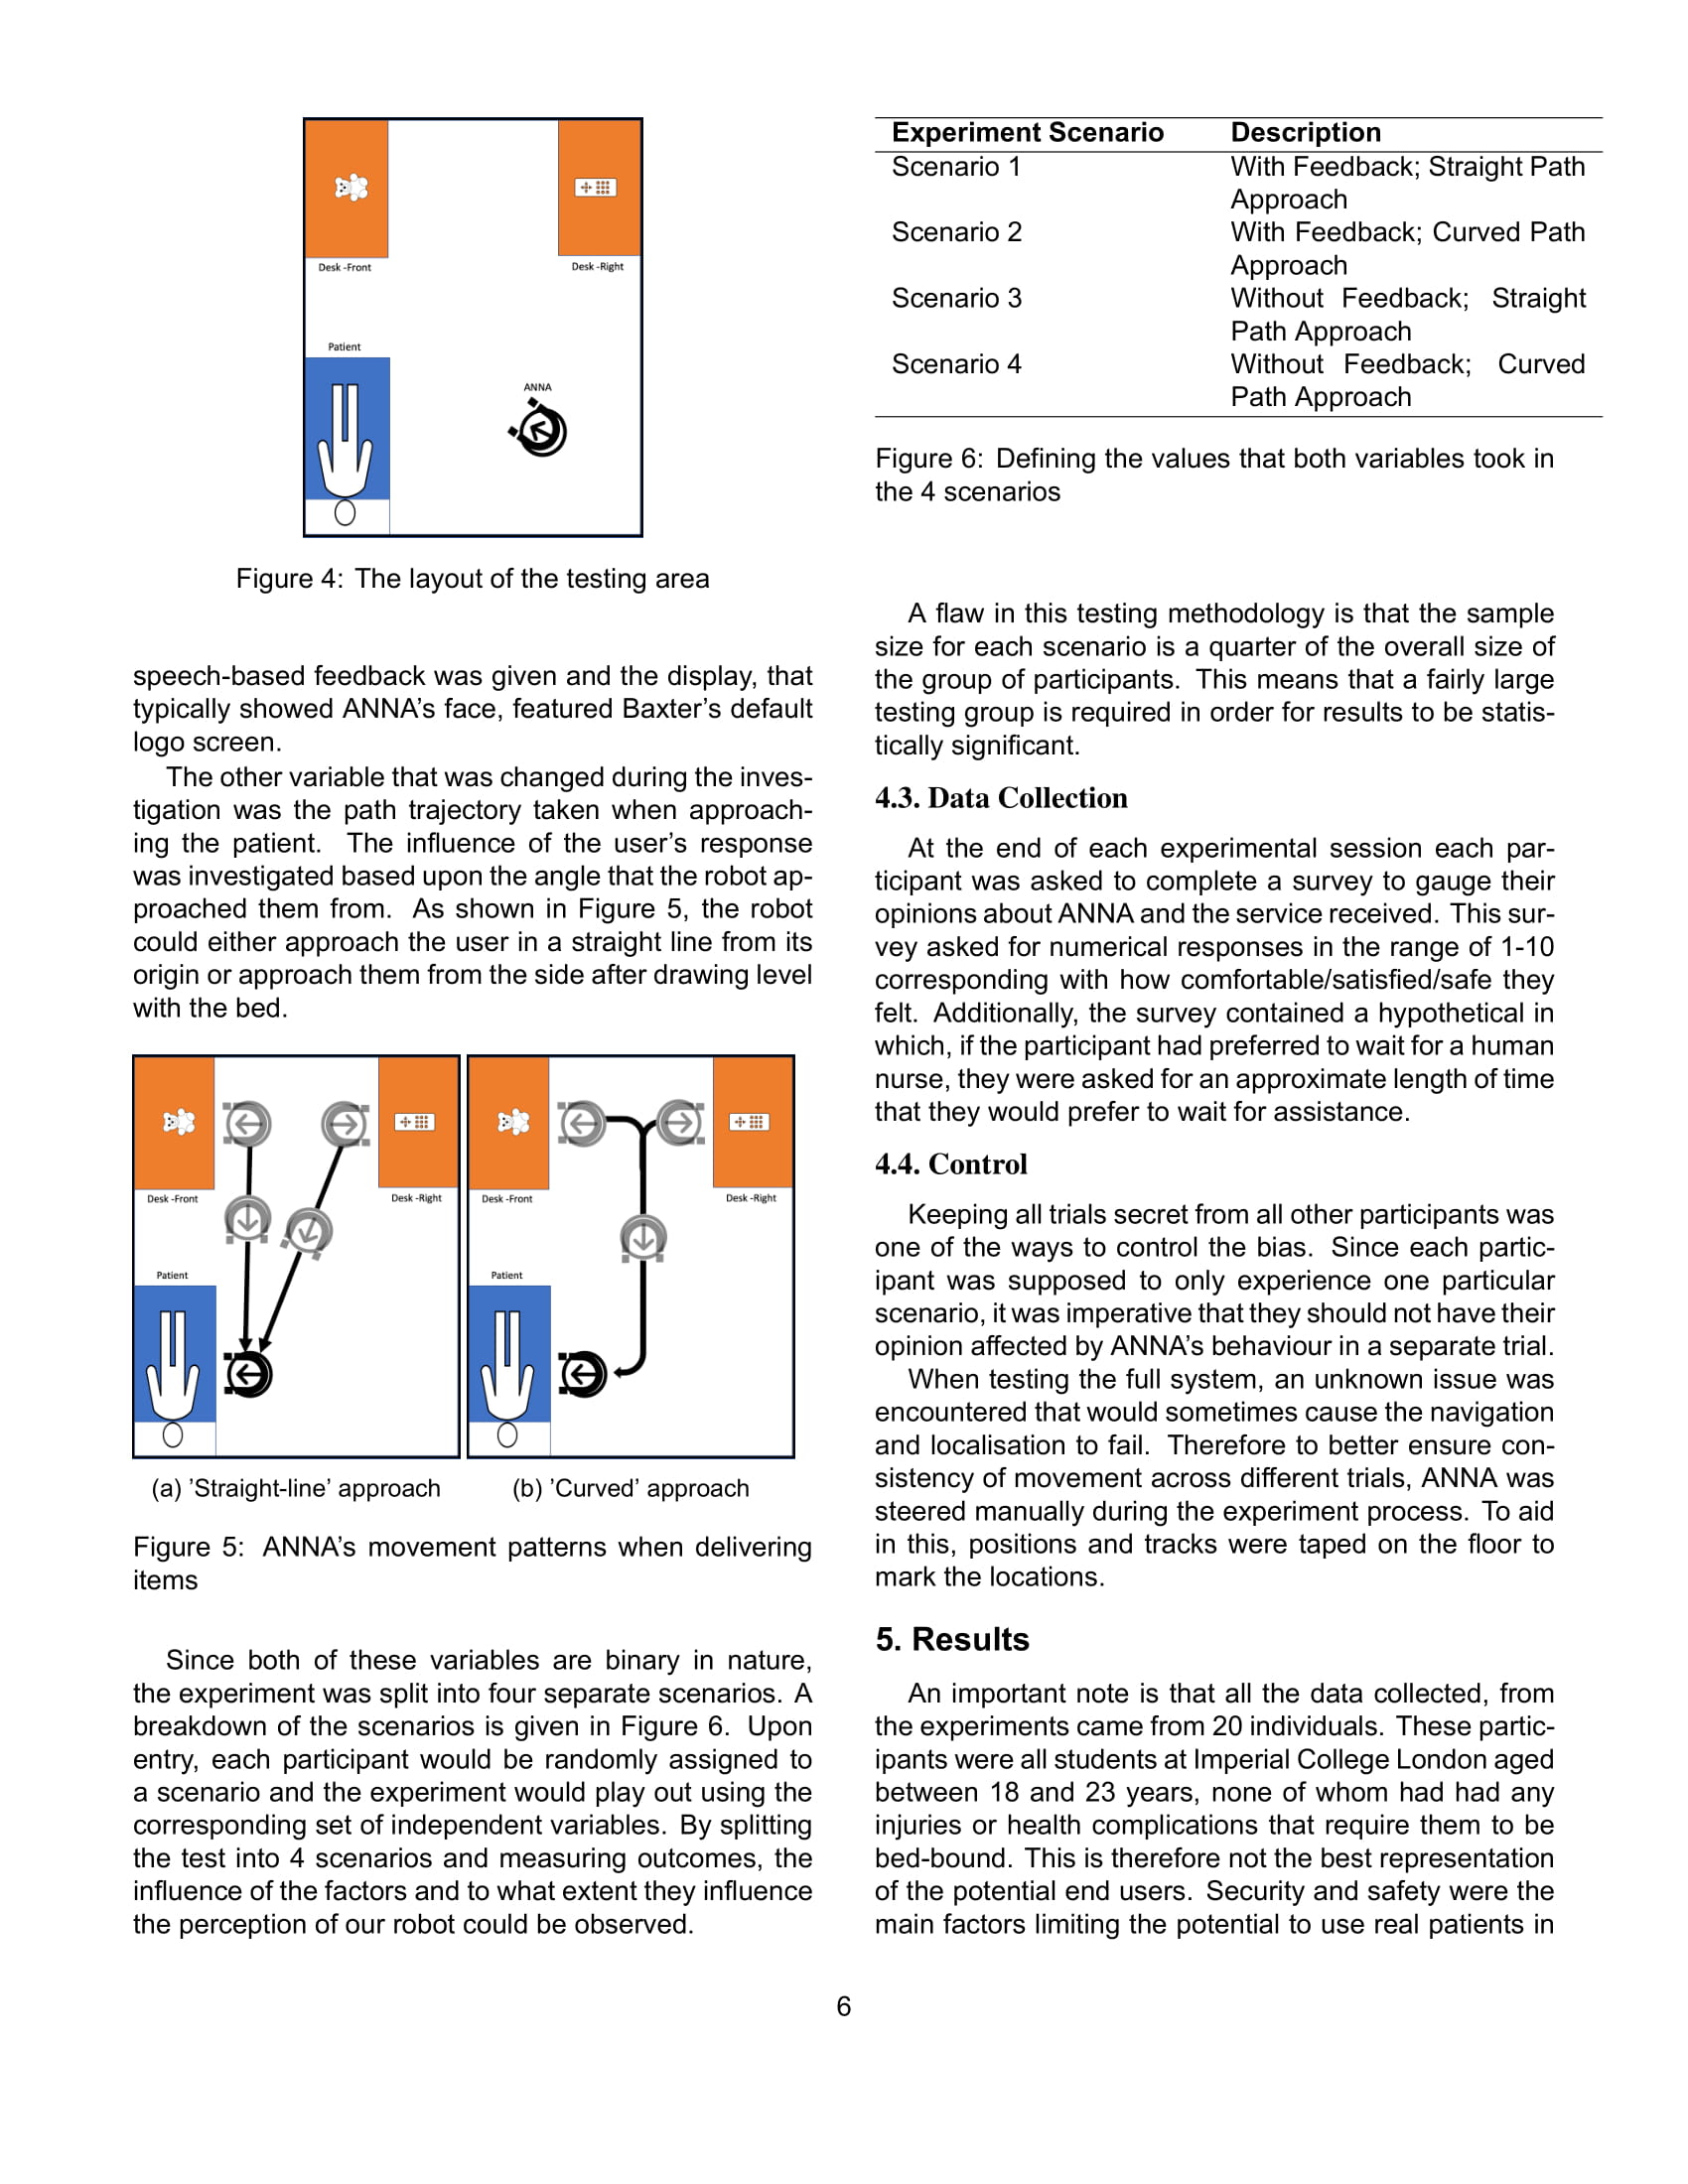 Desk -Front
Desk -Right
Patient
ANNA
Figure 4: The layout of the testing area
speech-based feedback was given and the display, that
typically showed ANNA's face, featured Baxter's default
logo screen.
The other variable that was changed during the inves-
tigation was the path trajectory taken when approach-
ing the patient. The influence of the user's response
was investigated based upon the angle that the robot ap-
proached them from. As shown in Figure 5, the robot
could either approach the user in a straight line from its
origin or approach them from the side after drawing level
with the bed.
Desk -Front
Desk -Right
Patient
Desk -Front
Desk -Right
Patient
(a) ’Straight-line’ approach
(b) ’Curved’ approach
Figure 5: ANNA's movement patterns when delivering
items
Since both of these variables are binary in nature,
the experiment was split into four separate scenarios. A
breakdown of the scenarios is given in Figure 6. Upon
entry, each participant would be randomly assigned to
a scenario and the experiment would play out using the
corresponding set of independent variables. By splitting
the test into 4 scenarios and measuring outcomes, the
influence of the factors and to what extent they influence
the perception of our robot could be observed.
Experiment Scenario Description
Scenario 1 With Feedback; Straight Path
Approach
Scenario 2 With Feedback; Curved Path
Approach
Scenario 3 Without Feedback; Straight
Path Approach
Scenario 4 Without Feedback; Curved
Path Approach
Figure 6: Defining the values that both variables took in
the 4 scenarios
A flaw in this testing methodology is that the sample
size for each scenario is a quarter of the overall size of
the group of participants. This means that a fairly large
testing group is required in order for results to be statis-
tically significant.
4.3. Data Collection
At the end of each experimental session each par-
ticipant was asked to complete a survey to gauge their
opinions about ANNA and the service received. This sur-
vey asked for numerical responses in the range of 1-10
corresponding with how comfortable/satisfied/safe they
felt. Additionally, the survey contained a hypothetical in
which, if the participant had preferred to wait for a human
nurse, they were asked for an approximate length of time
that they would prefer to wait for assistance.
4.4. Control
Keeping all trials secret from all other participants was
one of the ways to control the bias. Since each partic-
ipant was supposed to only experience one particular
scenario, it was imperative that they should not have their
opinion affected by ANNA's behaviour in a separate trial.
When testing the full system, an unknown issue was
encountered that would sometimes cause the navigation
and localisation to fail. Therefore to better ensure con-
sistency of movement across different trials, ANNA was
steered manually during the experiment process. To aid
in this, positions and tracks were taped on the floor to
mark the locations.
5. Results
An important note is that all the data collected, from
the experiments came from 20 individuals. These partic-
ipants were all students at Imperial College London aged
between 18 and 23 years, none of whom had had any
injuries or health complications that require them to be
bed-bound. This is therefore not the best representation
of the potential end users. Security and safety were the
main factors limiting the potential to use real patients in
6